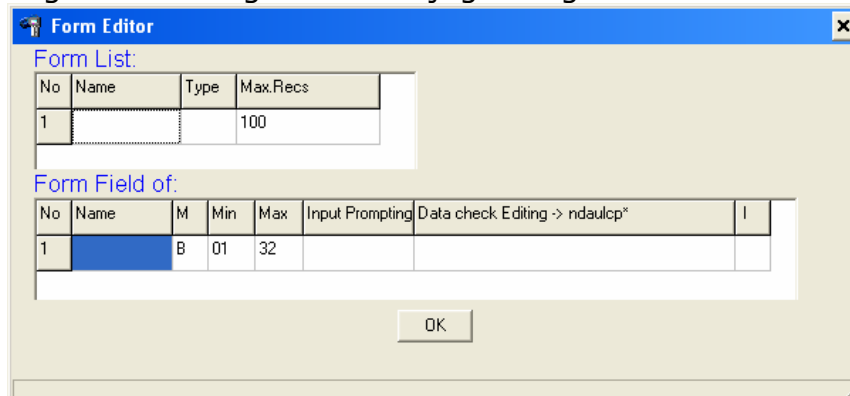 Form Editor
Form List:
No Name Type Max.Recs
1 100
Form Field of:
No Name M Min Max Input Prompting Data check Editing -> ndaulcp* I
1 B 01 32
OK